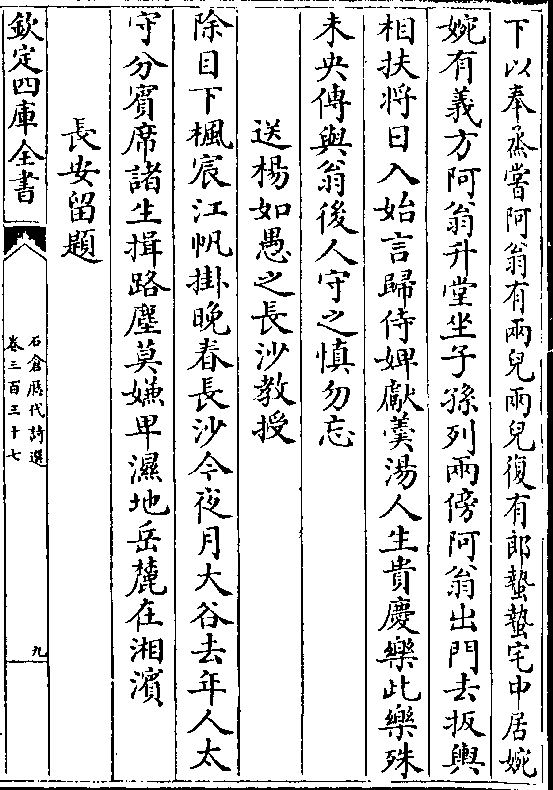 下以奉烝嘗阿翁有兩兒兩兒復有郎蟄蟄宅中居婉
婉有義方阿翁升堂坐子孫列兩傍阿翁出門去板輿
相扶将日入始言歸侍婢獻羹湯人生貴慶樂此樂殊
未央傳與翁後人守之慎勿忘
送楊如愚之長沙教授
除目下楓宸江帆掛晚春長沙今夜月大谷去年人太
守分賓席諸生揖路塵莫嫌卑濕地岳麓在湘濱
長安留題
欽定四庫全書
石倉歴代詩選
卷三百三十七
九